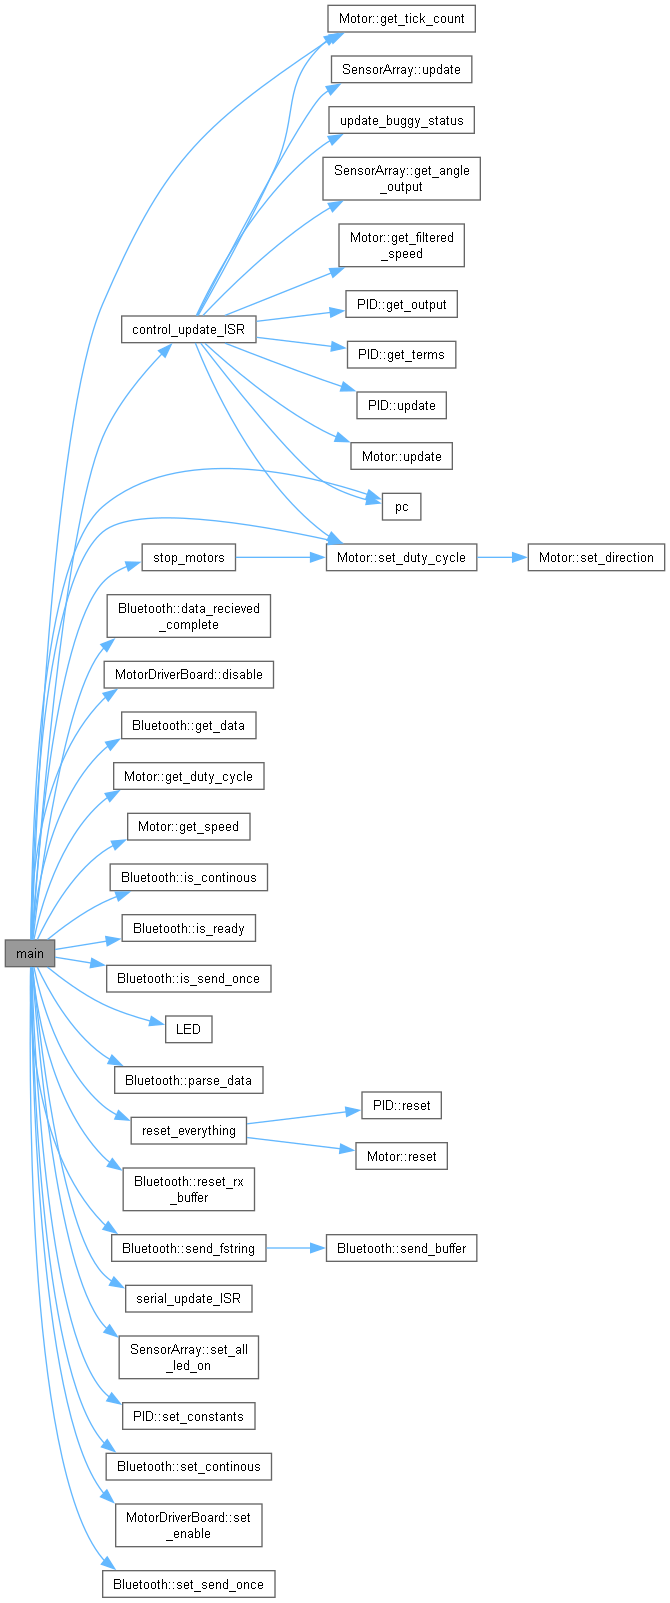 Motor::get_tick_count
SensorArray::update
update_buggy_status
SensorArray::get_angle
_output
Motor::get_filtered
_speed
control_update_ISR
PID::get_output
PID::get_terms
PID::update
Motor::update
pc
stop_motors
Motor::set_duty_cycle
Motor::set_direction
Bluetooth::data_recieved
_complete
MotorDriverBoard::disable
Bluetooth::get_data
Motor::get_duty_cycle
Motor::get_speed
Bluetooth::is_continous
Bluetooth::is_ready
main
Bluetooth::is_send_once
LED
Bluetooth::parse_data
PID::reset
reset_everything
Motor::reset
Bluetooth::reset_rx
_buffer
Bluetooth::send_fstring
Bluetooth::send_buffer
serial_update_ISR
SensorArray::set_all
_led_on
PID::set_constants
Bluetooth::set_continous
MotorDriverBoard::set
_enable
Bluetooth::set_send_once